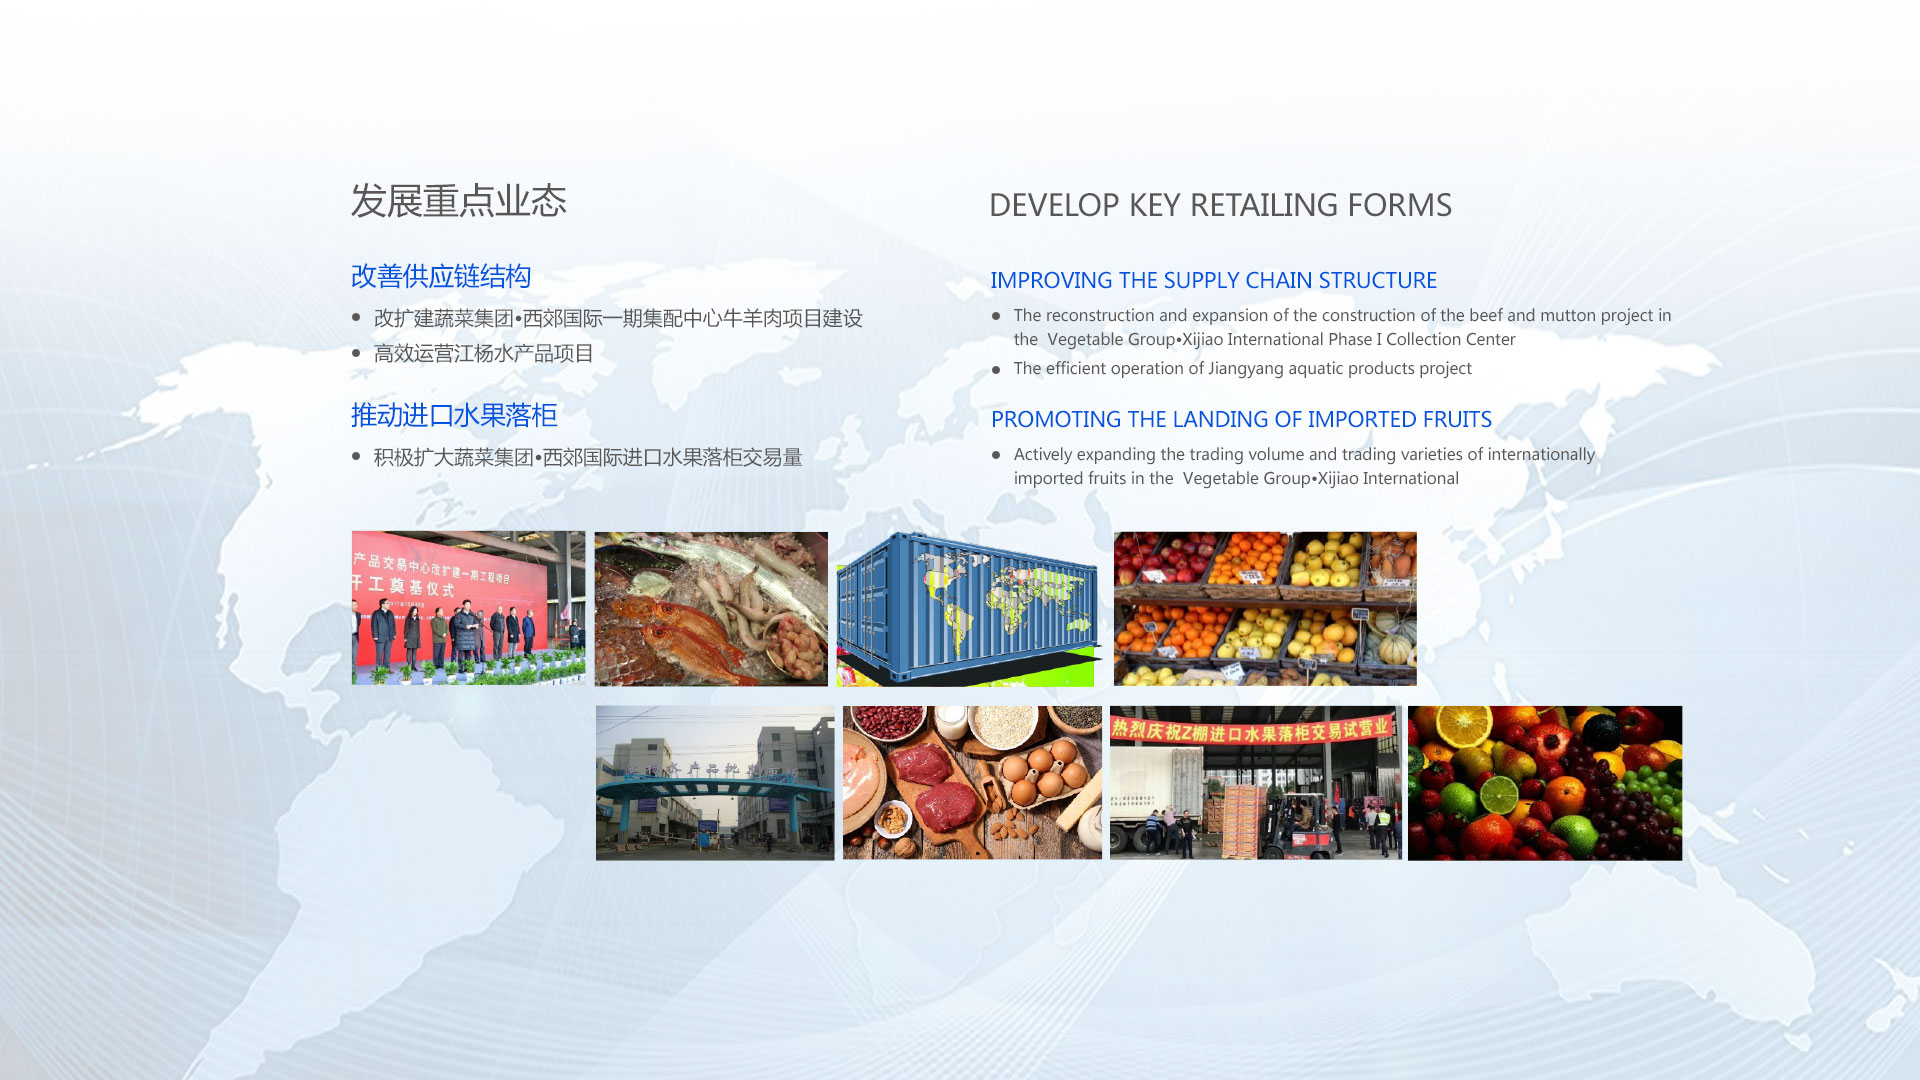 发展重点业态
改善供应链结构
• 改扩建蔬菜集团•西郊国际一期集配中心牛羊肉项目建设
• 高效运营江杨水产品项目
推动进口水果落柜
• 积极扩大蔬菜集团•西郊国际进口水果落柜交易量
DEVELOP KEY RETAILING FORMS
IMPROVING THE SUPPLY CHAIN STRUCTURE
• The reconstruction and expansion of the construction of the beef and mutton project in
the  Vegetable Group•Xijiao International Phase I Collection Center
• The efficient operation of Jiangyang aquatic products project
PROMOTING THE LANDING OF IMPORTED FRUITS
• Actively expanding the trading volume and trading varieties of internationally
imported fruits in the  Vegetable Group•Xijiao International
产品交易中心改扩建一期工程项目
开工奠基仪式
水产品批发
热烈庆祝Z棚进口水果落柜交易试营业